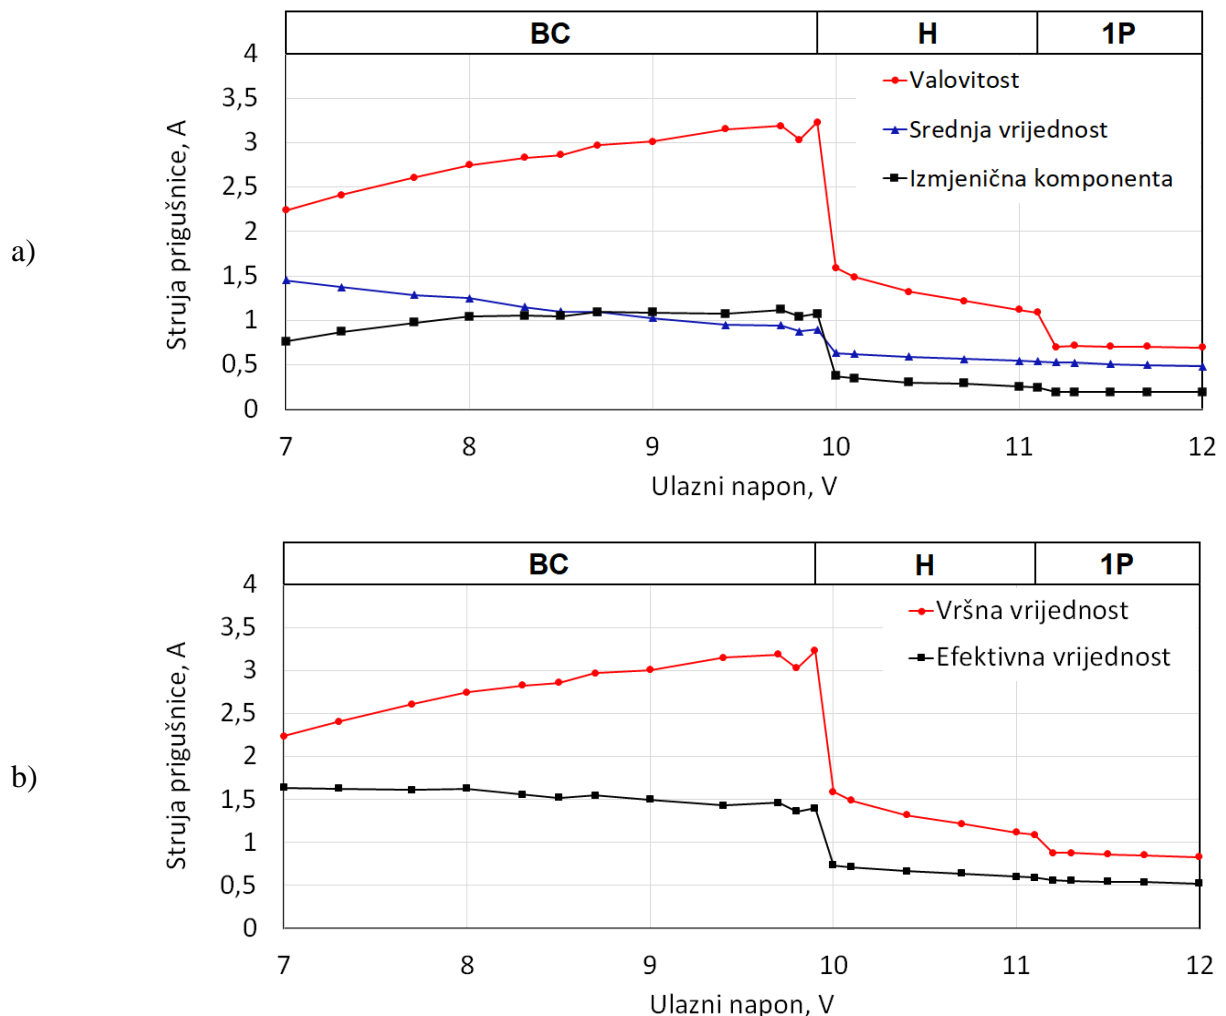 a)
BC H 1P
Struja prigušnice, A
4
3,5
3
2,5
2
1,5
1
0,5
0
Valovitost
Srednja vrijednost
Izmjenična komponenta
7 8 9 10 11 12
Ulazni napon, V
b)
BC H 1P
Struja prigušnice, A
4
3,5
3
2,5
2
1,5
1
0,5
0
Vršna vrijednost
Efektivna vrijednost
7 8 9 10 11 12
Ulazni napon, V